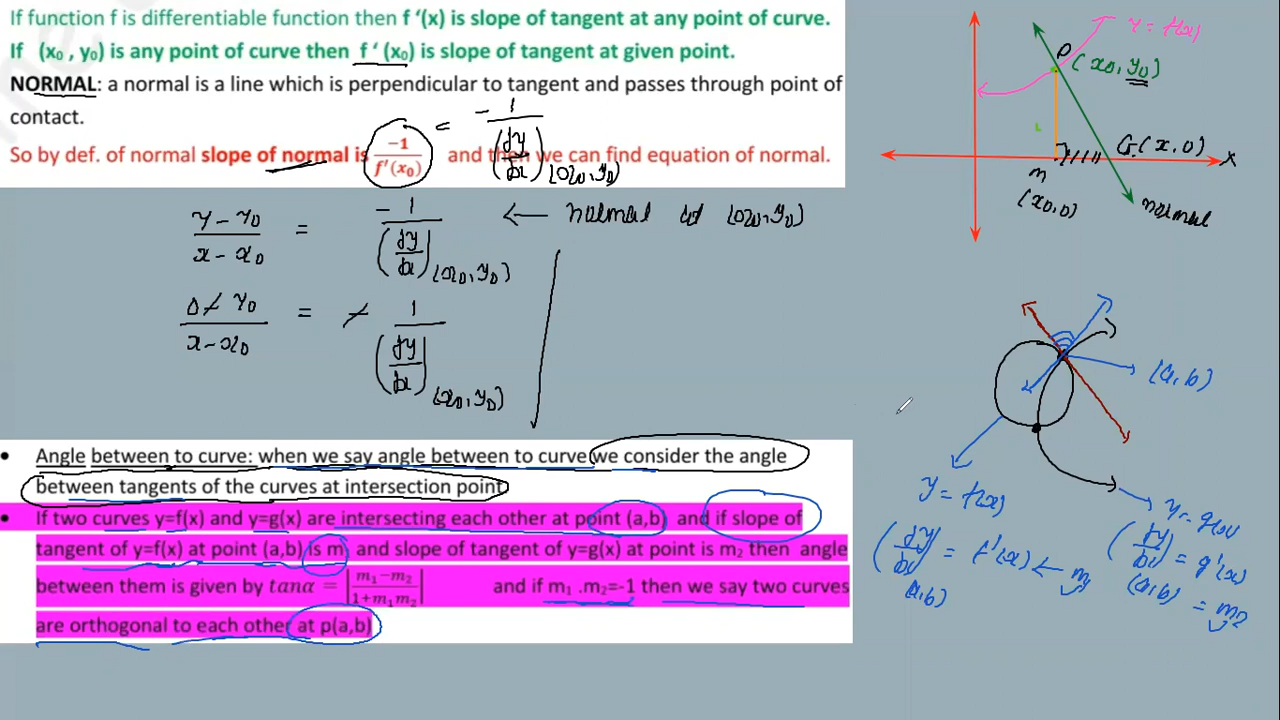 If function f is differentiable function then f '(x) is slope of tangent at any point of curve.
If (x₀ , y₀) is any point of curve then f ' (x₀) is slope of tangent at given point.
NORMAL: a normal is a line which is perpendicular to tangent and passes through point of
contact.
So by def. of normal slope of normal is -1/f'(x₀) = -1/(dy/dx)(x₀,y₀) and then we can find equation of normal.
(y-y₀)/(x-x₀) = -1/(dy/dx)(x₀,y₀) ← normal at (x₀,y₀)
(0-y₀)/(x-x₀) = -1/(dy/dx)(x₀,y₀)
y=f(x)
P
(x₀,y₀)
G(x,0)
X
M
(x₀,0)
normal
(a,b)
y=f(x)
y=g(x)
(dy/dx)(a,b) = f'(x) ← m₁
(dy/dx)(a,b) = g'(x)
= m2
• Angle between to curve: when we say angle between to curve we consider the angle
between tangents of the curves at intersection point
• If two curves y=f(x) and y=g(x) are intersecting each other at point (a,b) and if slope of
tangent of y=f(x) at point (a,b) is m and slope of tangent of y=g(x) at point is m₂ then angle
between them is given by tanα = |(m₁−m₂)/(1+m₁m₂)| and if m₁ .m₂=-1 then we say two curves
are orthogonal to each other at p(a,b)